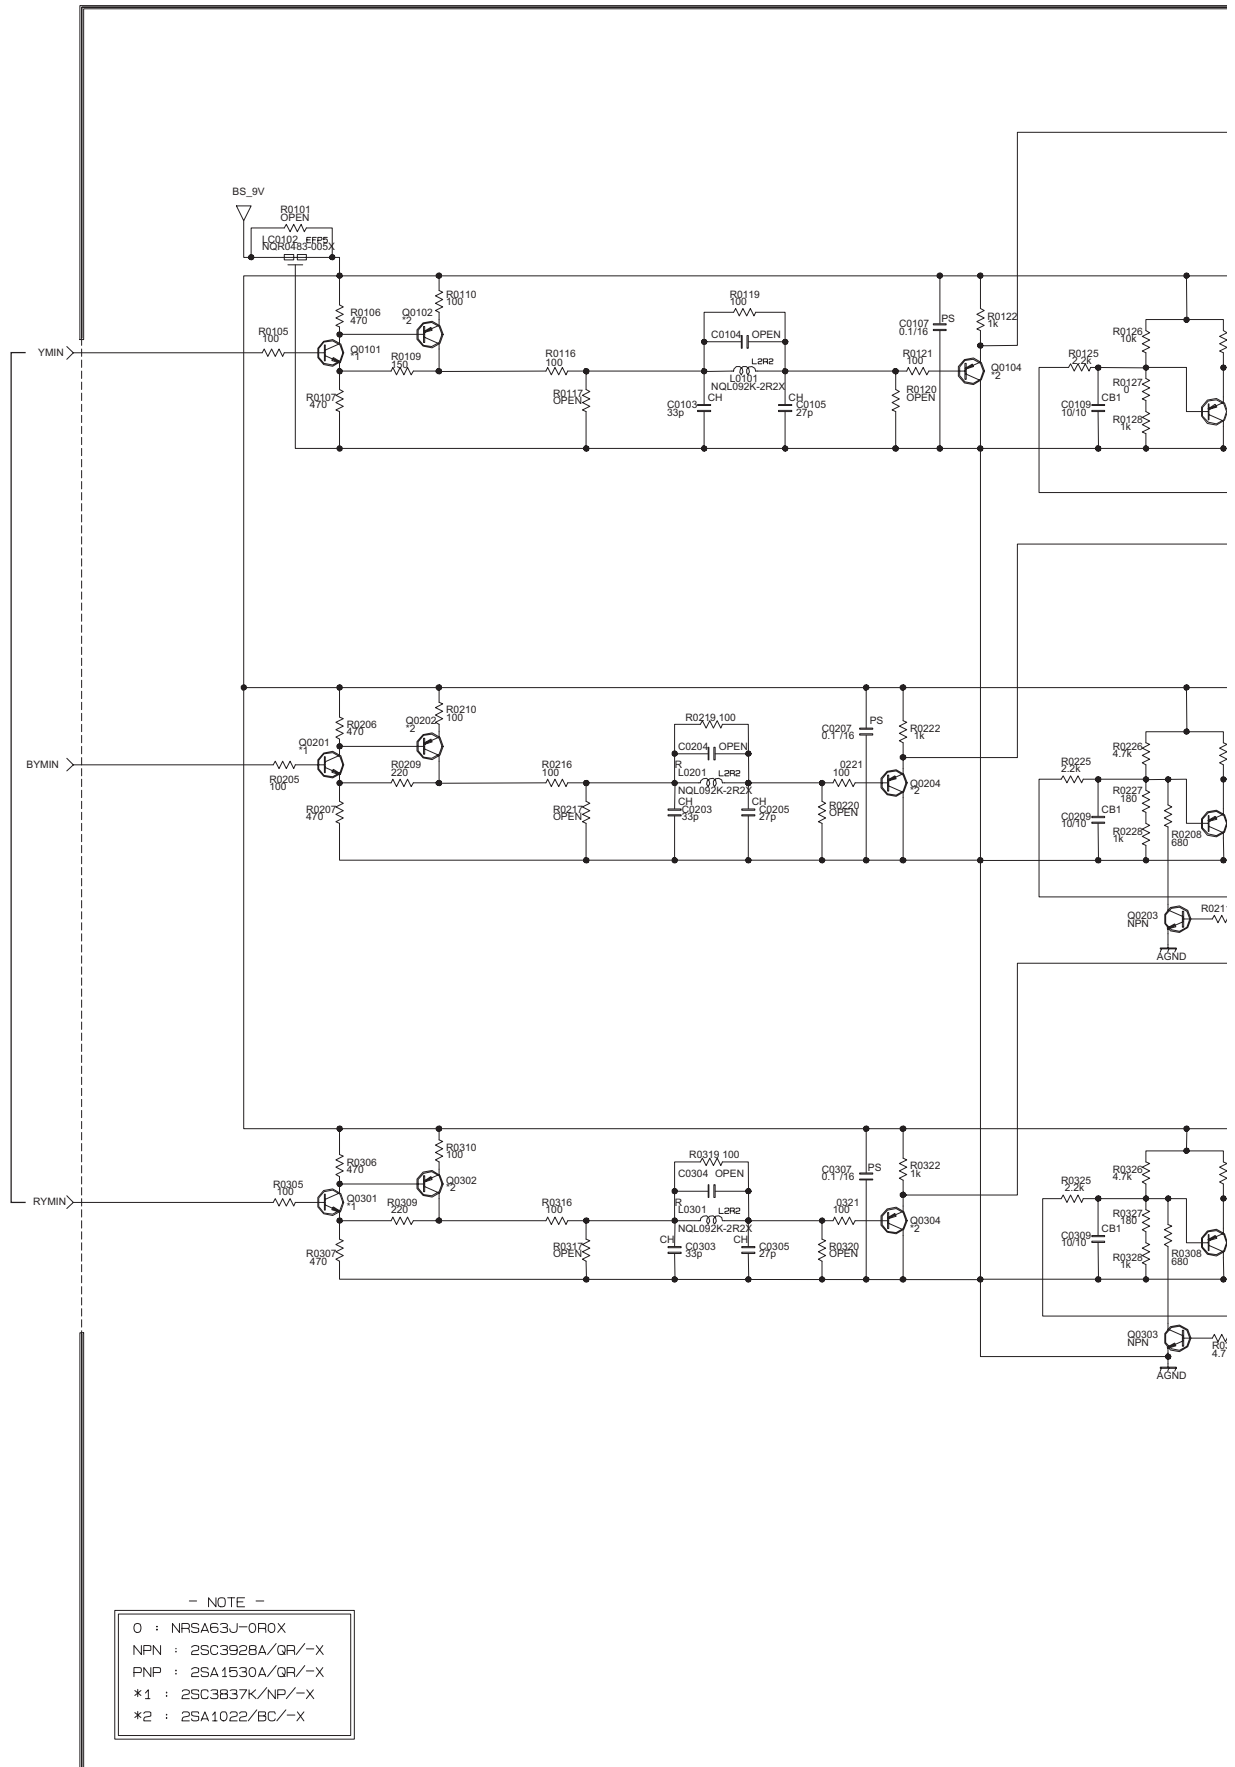 BS_9V
R0101
OPEN
LC0102 EFP5
NQR0483-005X
R0106
470
Q0102
*2
R0110
100
R0119
100
C0104 OPEN
C0107
0.1/16
PS
R0122
1k
YMIN
R0105
100
Q0101
*1
R0109
150
R0116
100
L2R2
L0101
NQL092K-2R2X
R0121
100
Q0104
*2
R0126
10k
R0125
2.2k
R0107
470
R0117
OPEN
CH
C0103
33p
CH
C0105
27p
R0120
OPEN
C0109
10/10
CB1
R0127
0
R0128
1k
R0206
470
Q0202
*2
R0210
100
R0219 100
C0204 OPEN
C0207
0.1 /16
PS
R0222
1k
BYMIN
Q0201
*1
R0205
100
R0209
220
R0216
100
R
L0201 L2R2
NQL092K-2R2X
0221
100
Q0204
*2
R0226
4.7k
R0225
2.2k
R0207
470
R0217
OPEN
CH
C0203
33p
CH
C0205
27p
R0220
OPEN
C0209
10/10
CB1
R0227
180
R0228
1k
R0208
680
Q0203
NPN
R0211
AGND
R0306
470
Q0302
*2
R0310
100
R0319 100
C0304 OPEN
C0307
0.1 /16
PS
R0322
1k
RYMIN
R0305
100
Q0301
*1
R0309
220
R0316
100
R
L0301 L2R2
NQL092K-2R2X
0321
100
Q0304
*2
R0326
4.7k
R0325
2.2k
R0307
470
R0317
OPEN
CH
C0303
33p
CH
C0305
27p
R0320
OPEN
C0309
10/10
CB1
R0327
180
R0328
1k
R0308
680
Q0303
NPN
4.7
AGND
- NOTE -
0 : NRSA63J-0R0X
NPN : 2SC3928A/QR/-X
PNP : 2SA1530A/QR/-X
*1 : 2SC3837K/NP/-X
*2 : 2SA1022/BC/-X